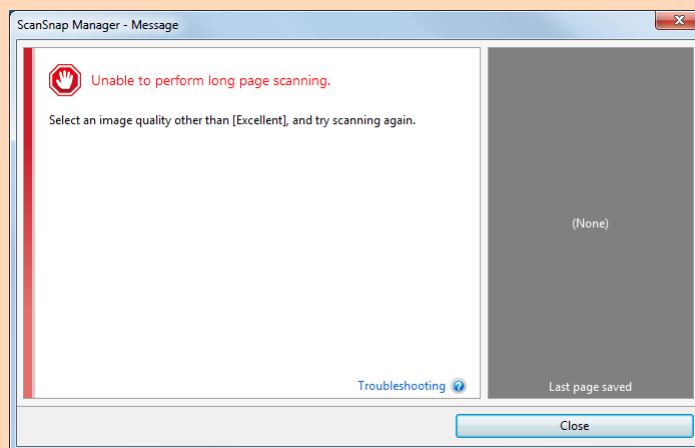 ScanSnap Manager - Message
Unable to perform long page scanning.
Select an image quality other than [Excellent], and try scanning again.
(None)
Troubleshooting ?
Last page saved
Close